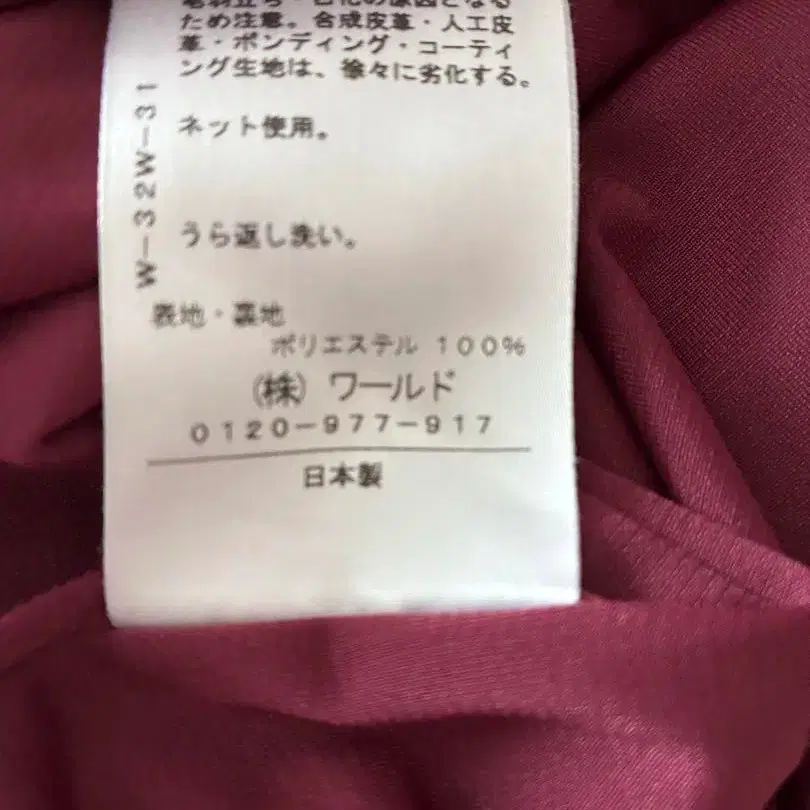 ため注意。合成皮革・人工皮
革・ボンディング・コーティ
ング生地は、徐々に劣化する。
ネット使用。
うら返し洗い。
W-32W-31
表地・裏地
ポリエステル 100%
(株) ワールド
0120-977-917
日本製